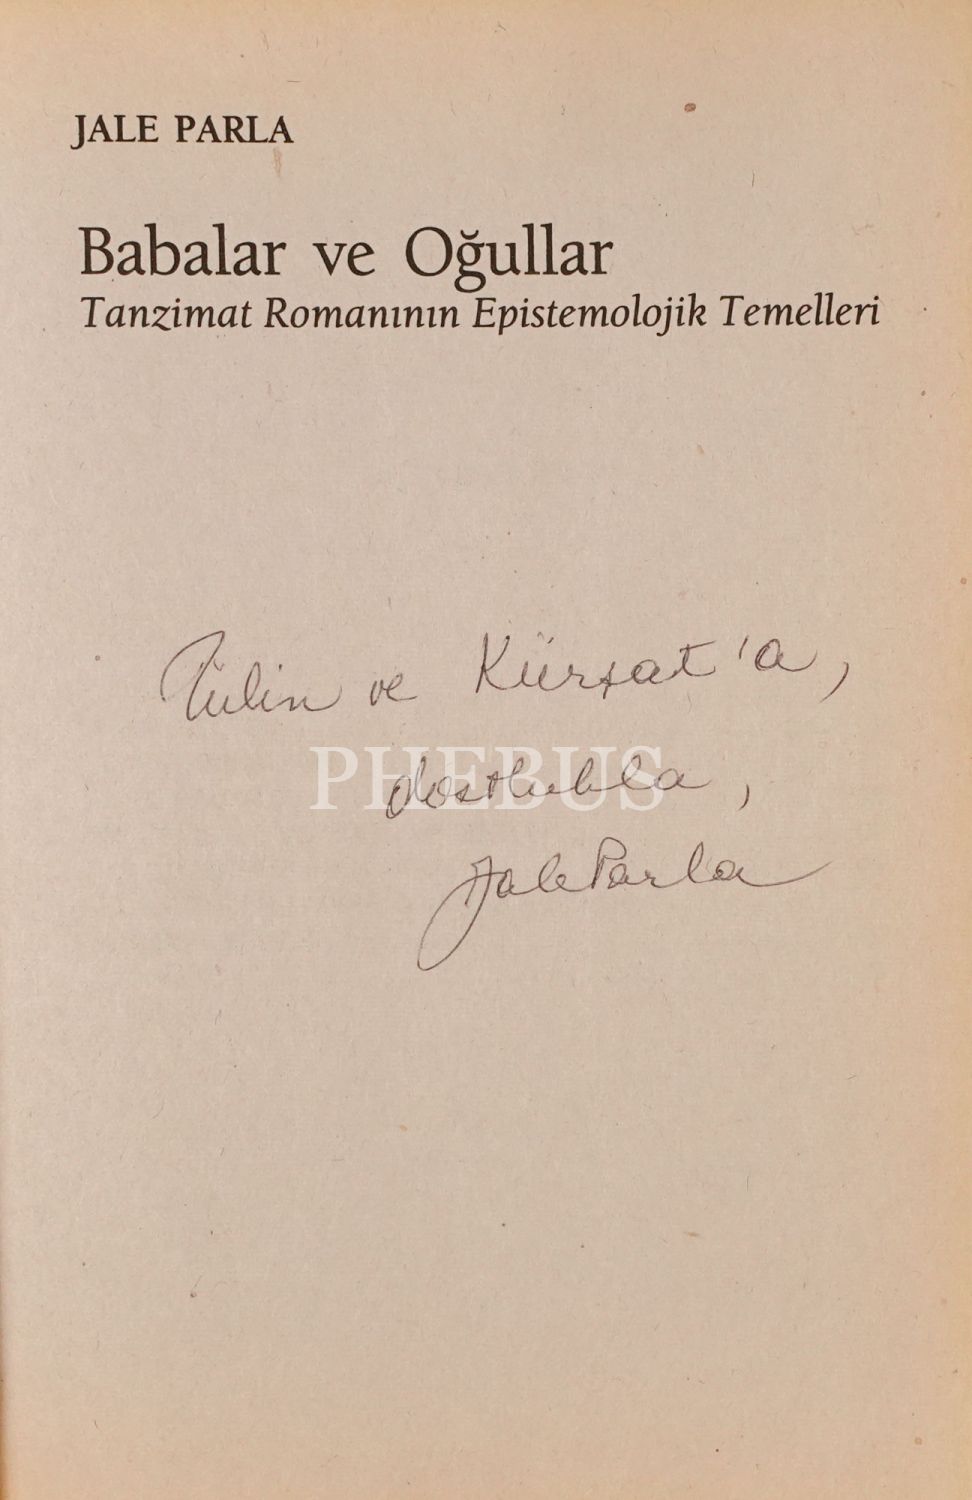 JALE PARLA
Babalar ve Oğullar
Tanzimat Romanının Epistemolojik Temelleri
Tülin ve Kürşat'a,
PHEBUS
dostlukla,
Jale Parla